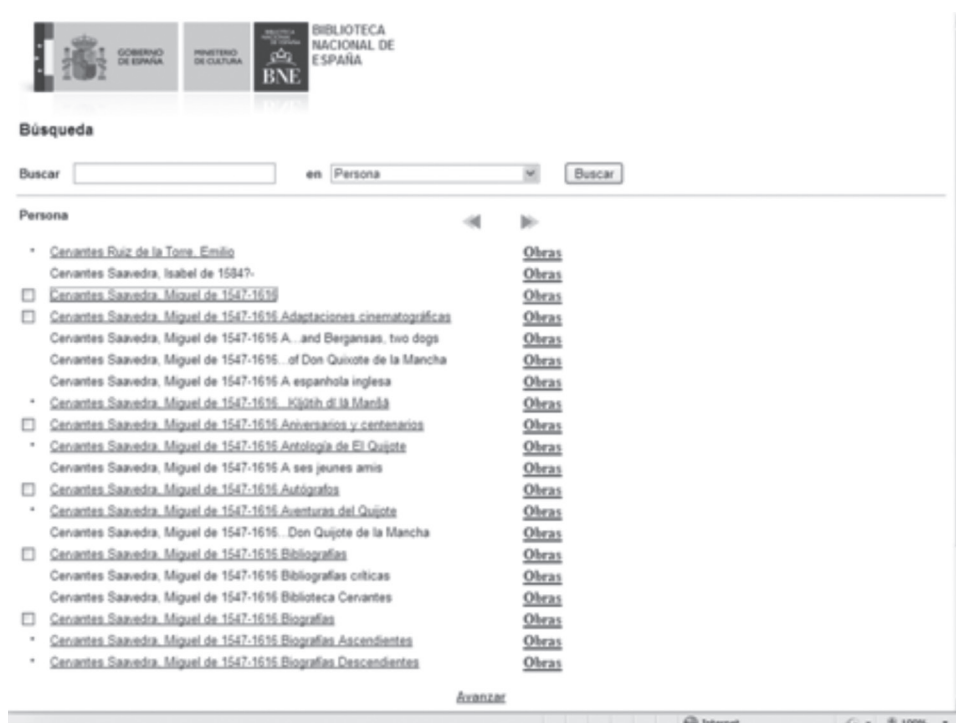 GOBIERNO
DE ESPAÑA
MINISTERIO
DE CULTURA
BIBLIOTECA
NACIONAL
DE ESPAÑA
BNE
BIBLIOTECA
NACIONAL DE
ESPAÑA
Búsqueda
Buscar en Persona Buscar
Persona
Cervantes Ruiz de la Torre, Emilio Obras
Cervantes Saavedra, Isabel de 1584?- Obras
Cervantes Saavedra, Miguel de 1547-1616 Obras
Cervantes Saavedra, Miguel de 1547-1616 Adaptaciones cinematográficas Obras
Cervantes Saavedra, Miguel de 1547-1616 A...and Bergansas, two dogs Obras
Cervantes Saavedra, Miguel de 1547-1616...of Don Quixote de la Mancha Obras
Cervantes Saavedra, Miguel de 1547-1616 A espanhola inglesa Obras
Cervantes Saavedra, Miguel de 1547-1616... Obras
Cervantes Saavedra, Miguel de 1547-1616 Aniversarios y centenarios Obras
Cervantes Saavedra, Miguel de 1547-1616 Antología de El Quijote Obras
Cervantes Saavedra, Miguel de 1547-1616 A ses jeunes amis Obras
Cervantes Saavedra, Miguel de 1547-1616 Autógrafos Obras
Cervantes Saavedra, Miguel de 1547-1616 Aventuras del Quijote Obras
Cervantes Saavedra, Miguel de 1547-1616...Don Quijote de la Mancha Obras
Cervantes Saavedra, Miguel de 1547-1616 Bibliografías Obras
Cervantes Saavedra, Miguel de 1547-1616 Bibliografías críticas Obras
Cervantes Saavedra, Miguel de 1547-1616 Biblioteca Cervantes Obras
Cervantes Saavedra, Miguel de 1547-1616 Biografías Obras
Cervantes Saavedra, Miguel de 1547-1616 Biografías Ascendientes Obras
Cervantes Saavedra, Miguel de 1547-1616 Biografías Descendientes Obras
Avanzar